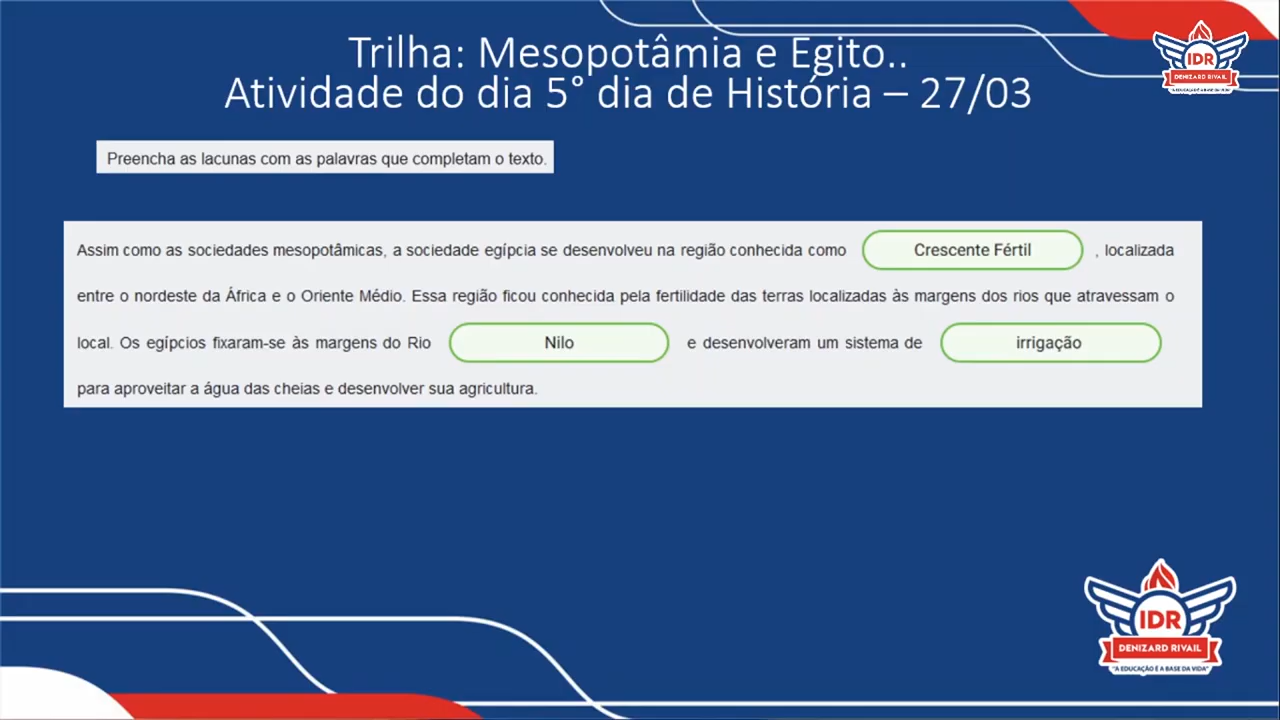 Trilha: Mesopotâmia e Egito..
Atividade do dia 5° dia de História – 27/03
IDR
DENIZARD RIVAIL
"A EDUCAÇÃO É A BASE DA VIDA"
Preencha as lacunas com as palavras que completam o texto.
Assim como as sociedades mesopotâmicas, a sociedade egípcia se desenvolveu na região conhecida como Crescente Fértil , localizada
entre o nordeste da África e o Oriente Médio. Essa região ficou conhecida pela fertilidade das terras localizadas às margens dos rios que atravessam o
local. Os egípcios fixaram-se às margens do Rio Nilo e desenvolveram um sistema de irrigação
para aproveitar a água das cheias e desenvolver sua agricultura.
IDR
DENIZARD RIVAIL
"A EDUCAÇÃO É A BASE DA VIDA"